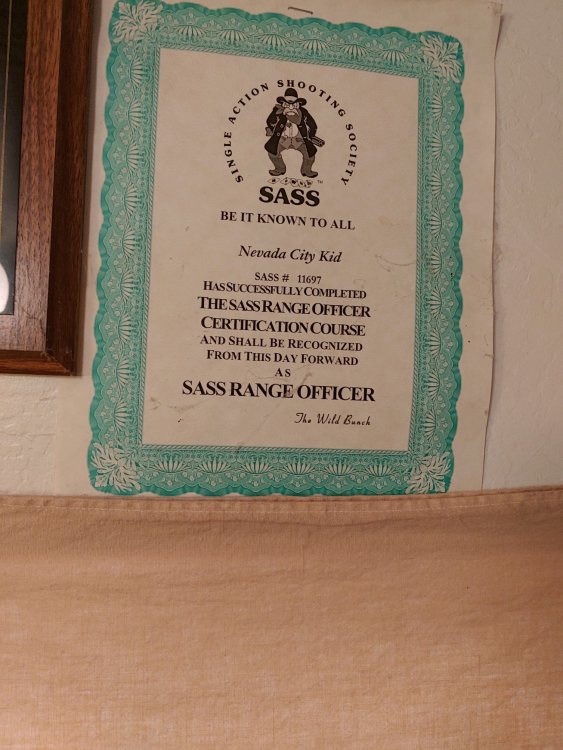 SINGLE ACTION SHOOTING SOCIETY
SASS™
BE IT KNOWN TO ALL
Nevada City Kid
SASS # 11697
HAS SUCCESSFULLY COMPLETED
THE SASS RANGE OFFICER
CERTIFICATION COURSE
AND SHALL BE RECOGNIZED
FROM THIS DAY FORWARD
AS
SASS RANGE OFFICER
The Wild Bunch